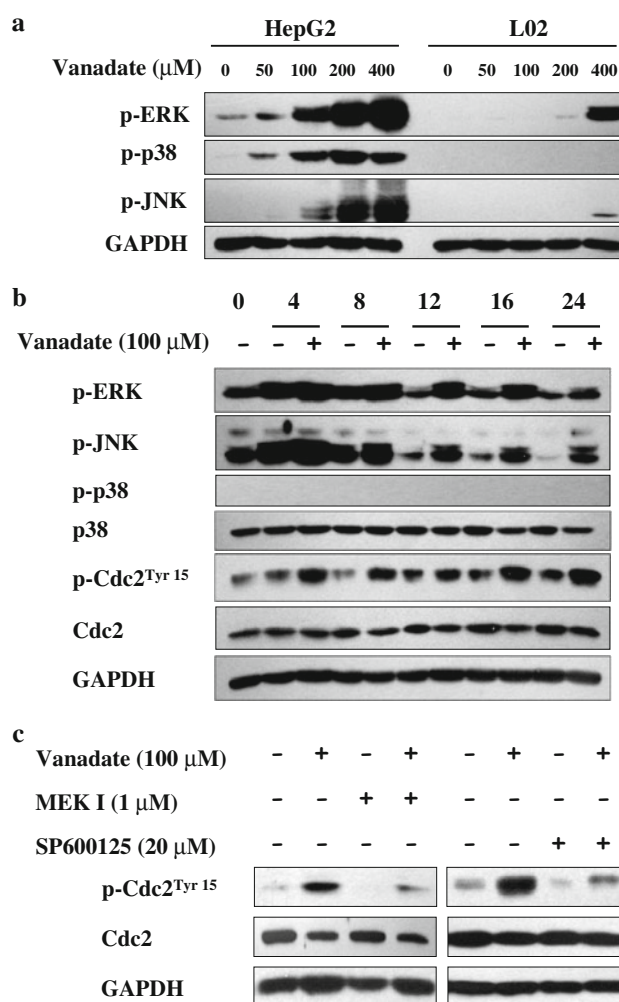 a
HepG2 L02
Vanadate (μM) 0 50 100 200 400 0 50 100 200 400
p-ERK
p-p38
p-JNK
GAPDH
b
0 4 8 12 16 24
Vanadate (100 μM) – – + – + – + – + – +
p-ERK
p-JNK
p-p38
p38
p-Cdc2Tyr 15
Cdc2
GAPDH
c
Vanadate (100 μM) – + – + – + – +
MEK I (1 μM) – – + + – – – –
SP600125 (20 μM) – – – – – – + +
p-Cdc2Tyr 15
Cdc2
GAPDH